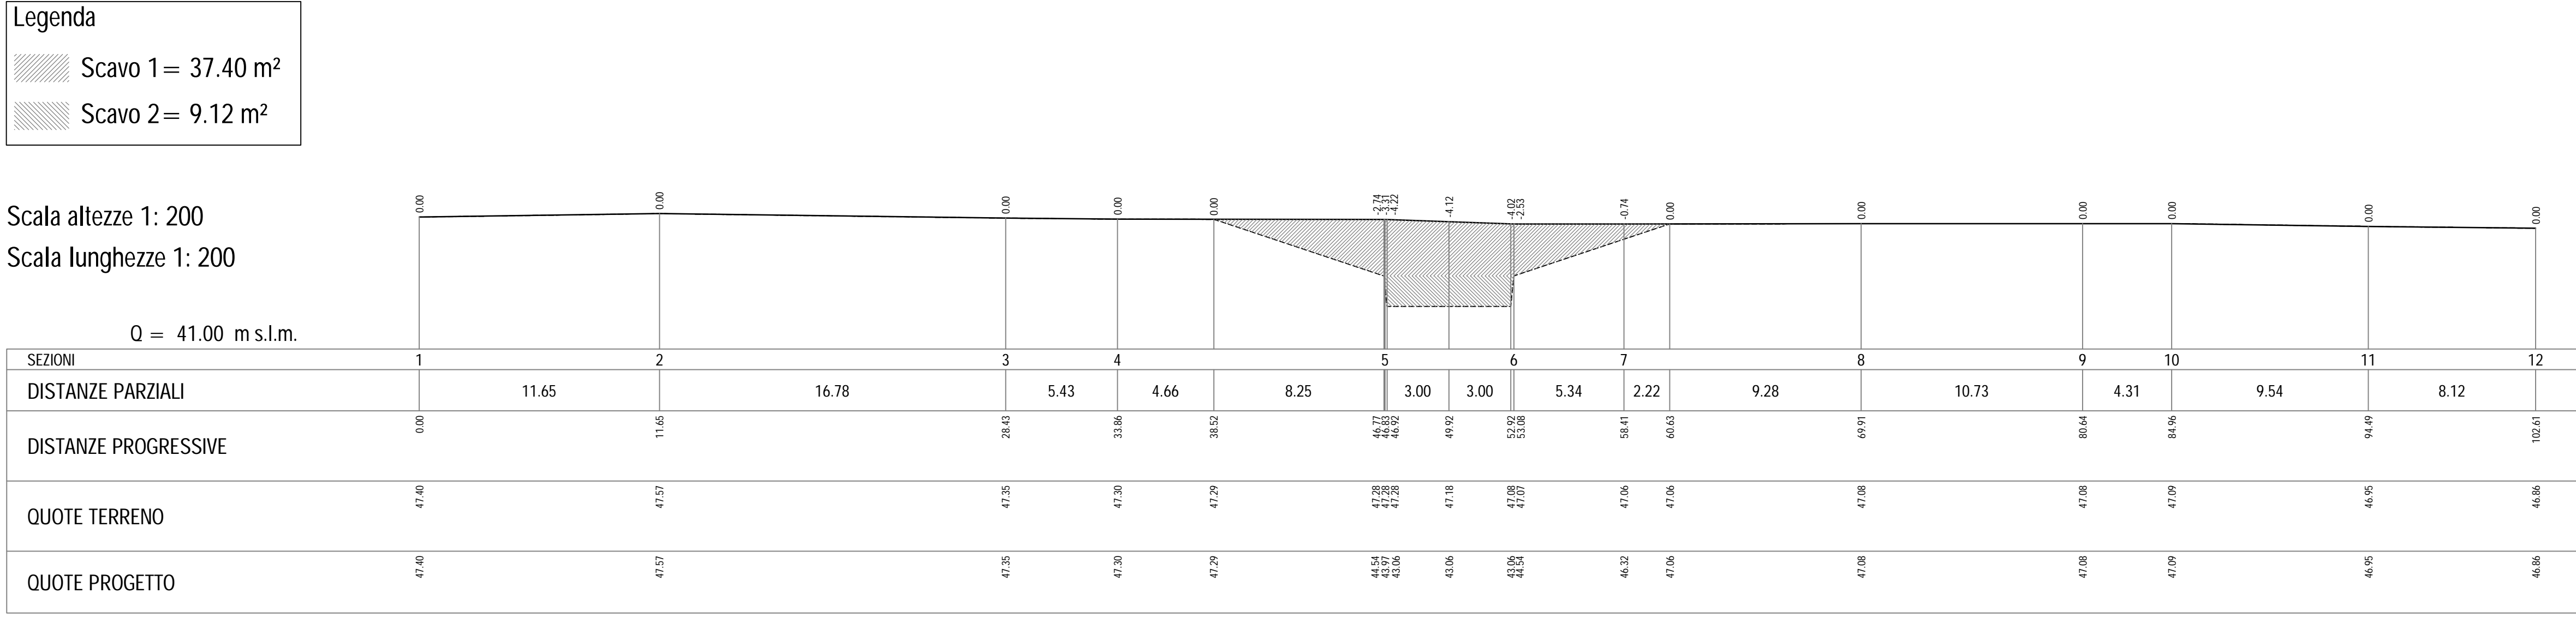 Legenda
Scavo 1= 37.40 m²
Scavo 2= 9.12 m²
0.00 0.00 0.00 0.00 0.00 -2.74 -3.31 -4.22 -4.12 -4.02 -2.53 -0.74 0.00 0.00 0.00 0.00 0.00 0.00
Scala altezze 1: 200
Scala lunghezze 1: 200
Q = 41.00 m s.l.m.
SEZIONI 1 2 3 4 5 6 7 8 9 10 11 12
DISTANZE PARZIALI 11.65 16.78 5.43 4.66 8.25 3.00 3.00 5.34 2.22 9.28 10.73 4.31 9.54 8.12
DISTANZE PROGRESSIVE 0.00 11.65 28.43 33.86 38.52 46.77 46.83 46.92 49.92 52.92 53.08 58.41 60.63 69.91 80.64 84.96 94.49 102.61
QUOTE TERRENO 47.40 47.57 47.35 47.30 47.29 47.28 47.28 47.28 47.18 47.08 47.07 47.06 47.06 47.08 47.08 47.09 46.95 46.86
QUOTE PROGETTO 47.40 47.57 47.35 47.30 47.29 44.54 43.97 43.06 43.06 43.06 44.54 46.32 47.06 47.08 47.08 47.09 46.95 46.86